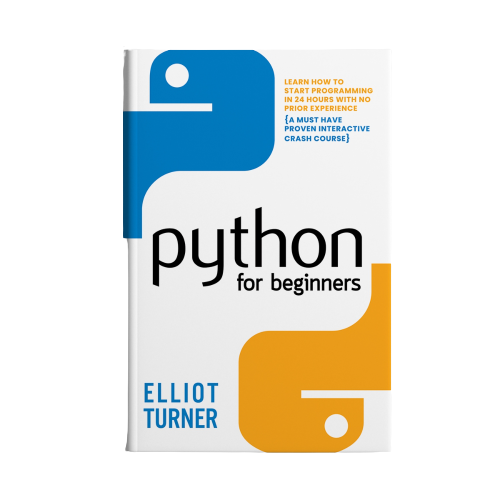 LEARN HOW TO
START PROGRAMMING
IN 24 HOURS WITH NO
PRIOR EXPERIENCE
{A MUST HAVE
PROVEN INTERACTIVE
CRASH COURSE}
python
for beginners
ELLIOT
TURNER